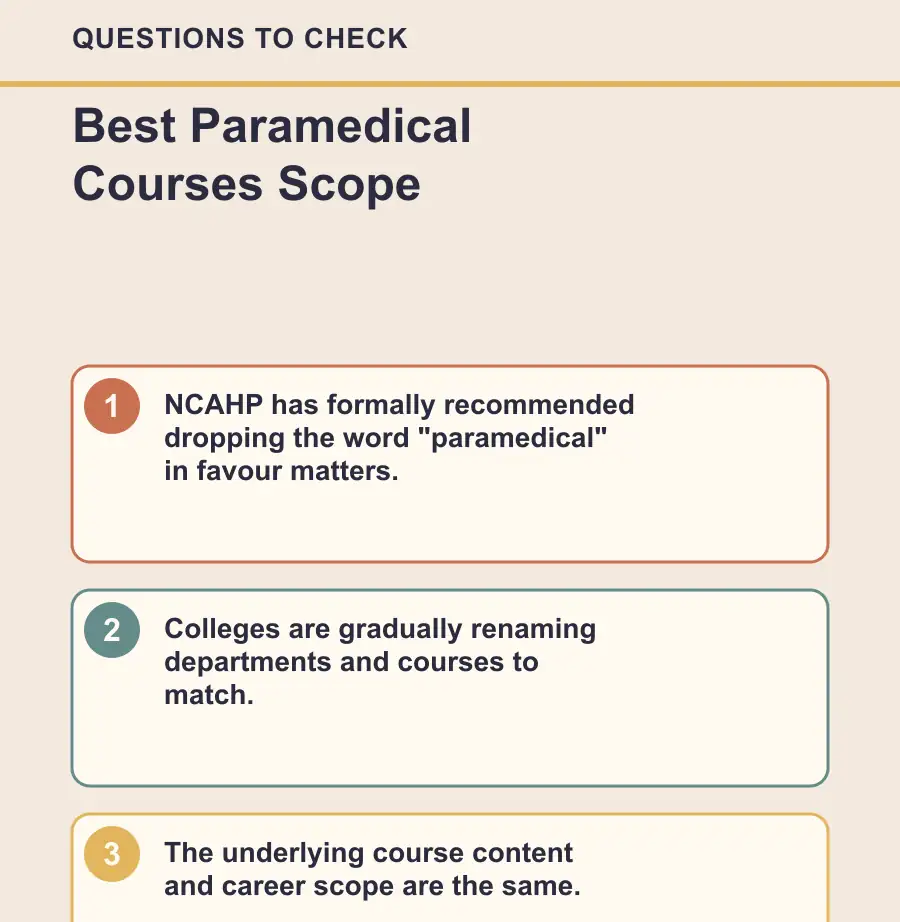 QUESTIONS TO CHECK
Best Paramedical
Courses Scope
1
NCAHP has formally recommended
dropping the word "paramedical"
in favour matters.
2
Colleges are gradually renaming
departments and courses to
match.
3
The underlying course content
and career scope are the same.